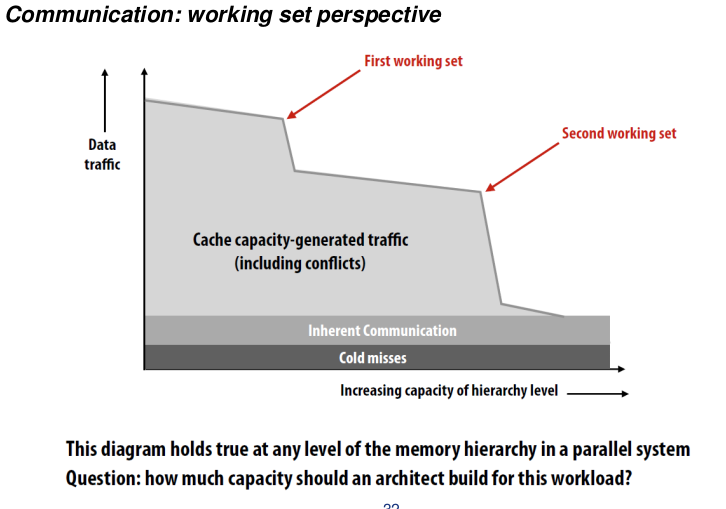 Communication: working set perspective
First working set
Second working set
Data
traffic
Cache capacity-generated traffic
(including conflicts)
Inherent Communication
Cold misses
Increasing capacity of hierarchy level
This diagram holds true at any level of the memory hierarchy in a parallel system
Question: how much capacity should an architect build for this workload?
32